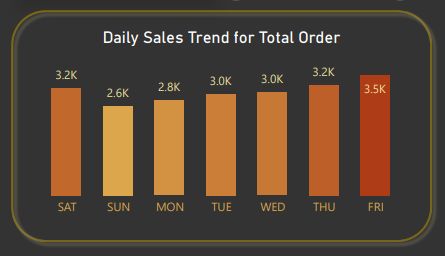 Daily Sales Trend for Total Order
3.2K
2.6K
2.8K
3.0K
3.0K
3.2K
3.5K
SAT
SUN
MON
TUE
WED
THU
FRI